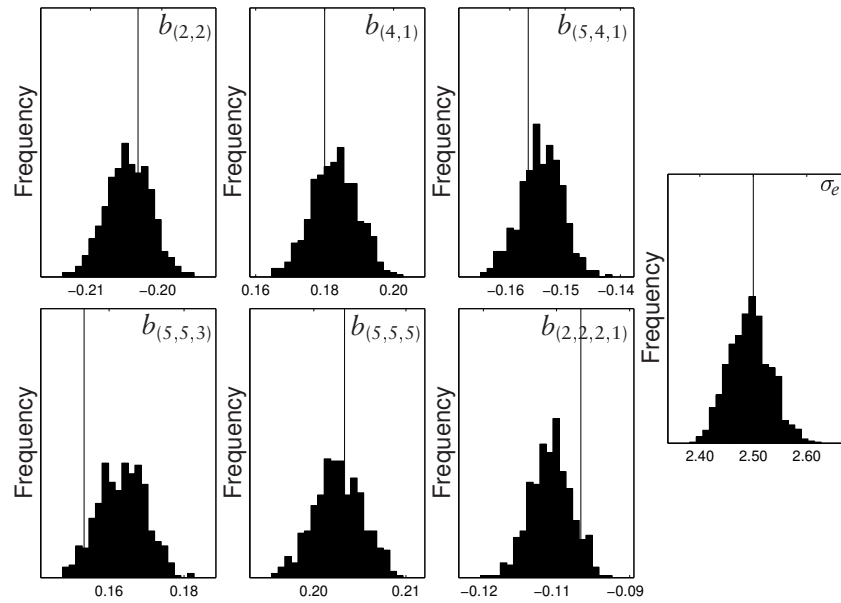 b(2,2)
Frequency
−0.21 −0.20
b(4,1)
Frequency
0.16 0.18 0.20
b(5,4,1)
Frequency
−0.16 −0.15 −0.14
σe
Frequency
2.40 2.50 2.60
b(5,5,3)
Frequency
0.16 0.18
b(5,5,5)
Frequency
0.20 0.21
b(2,2,2,1)
Frequency
−0.12 −0.11 −0.09